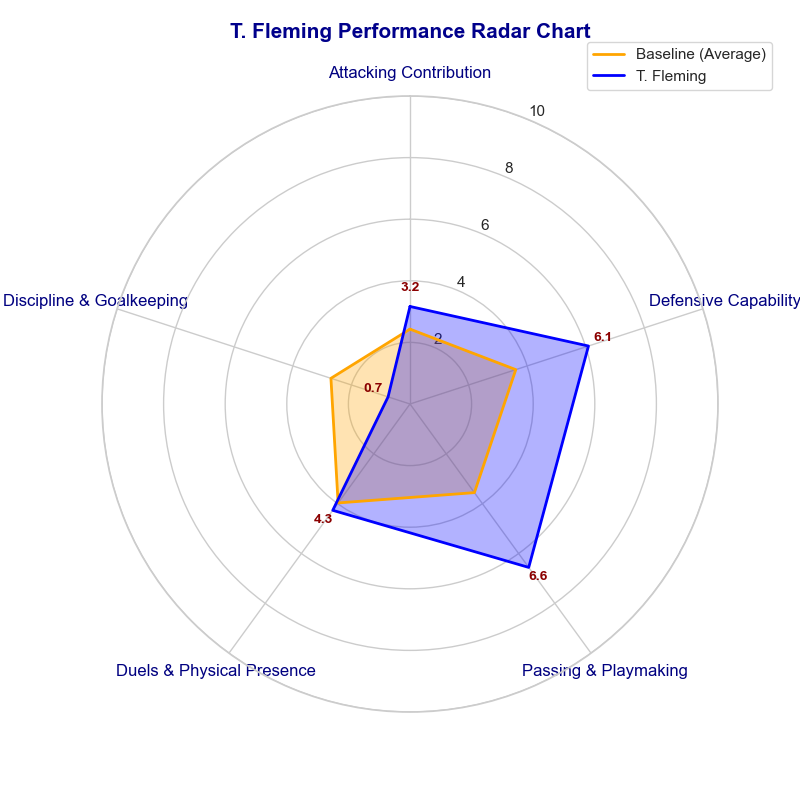 T. Fleming Performance Radar Chart
Baseline (Average)
T. Fleming
Attacking Contribution
10
8
6
4
2
3.2
Discipline & Goalkeeping
Defensive Capability
6.1
0.7
4.3
6.6
Duels & Physical Presence
Passing & Playmaking